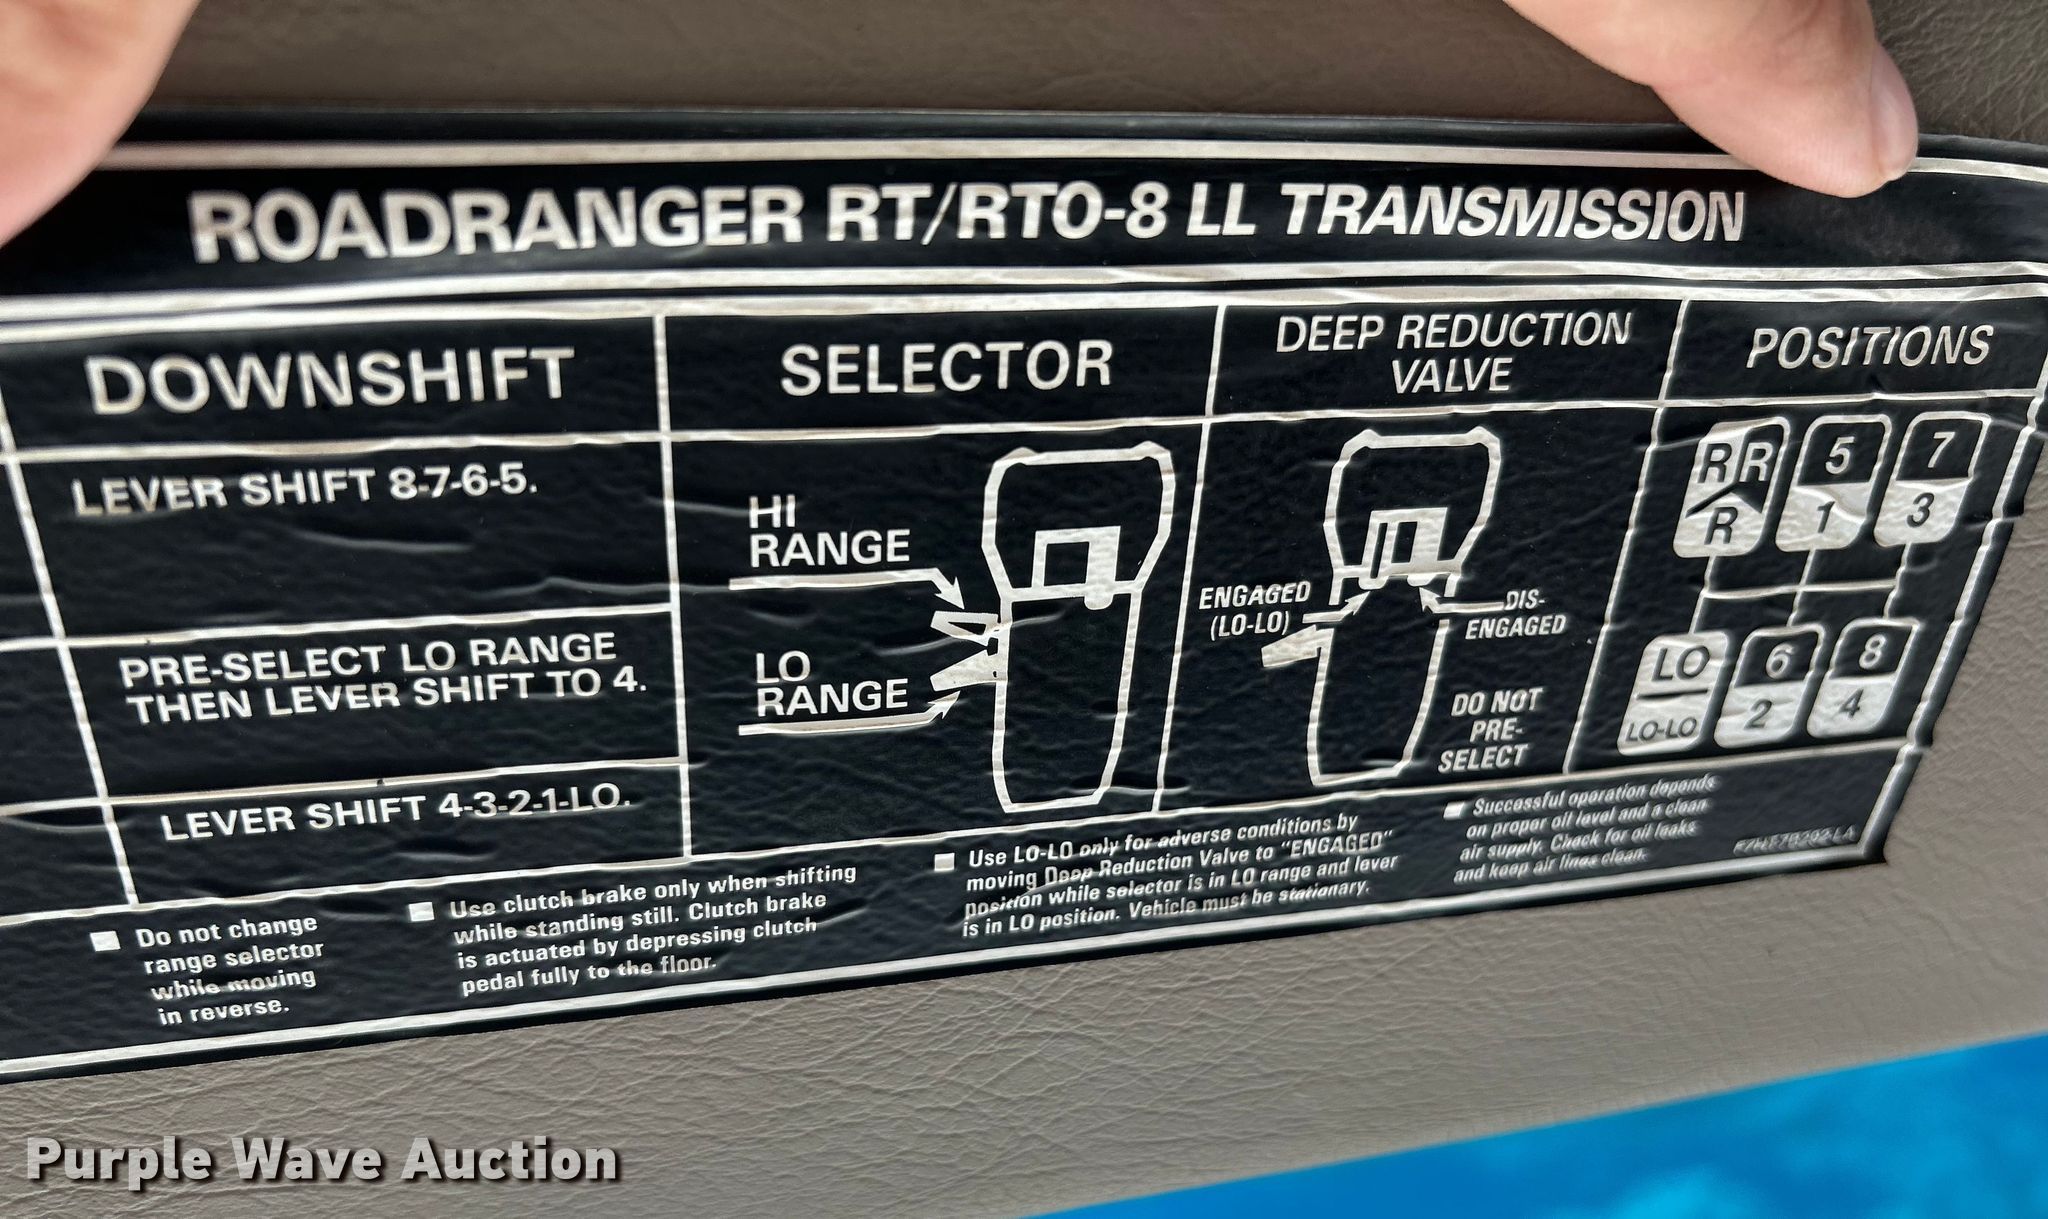 ROADRANGER RT/RTO-8 LL TRANSMISSION
DOWNSHIFT
LEVER SHIFT 8-7-6-5.
PRE-SELECT LO RANGE
THEN LEVER SHIFT TO 4.
LEVER SHIFT 4-3-2-1-LO.
SELECTOR
HI
RANGE
LO
RANGE
DEEP REDUCTION
VALVE
ENGAGED
(LO-LO)
DIS-
ENGAGED
DO NOT
PRE-
SELECT
POSITIONS
R R 5 7
R 1 3
LO 6 8
LO-LO 2 4
Do not change
range selector
while moving
in reverse.
Use clutch brake only when shifting
while standing still. Clutch brake
is actuated by depressing clutch
pedal fully to the floor.
Use LO-LO only for adverse conditions by
moving Deep Reduction Valve to "ENGAGED"
position while selector is in LO range and lever
is in LO position. Vehicle must be stationary.
Successful operation depends
on proper oil level and a clean
air supply. Check for oil leaks
and keep air lines clean.
Purple Wave Auction